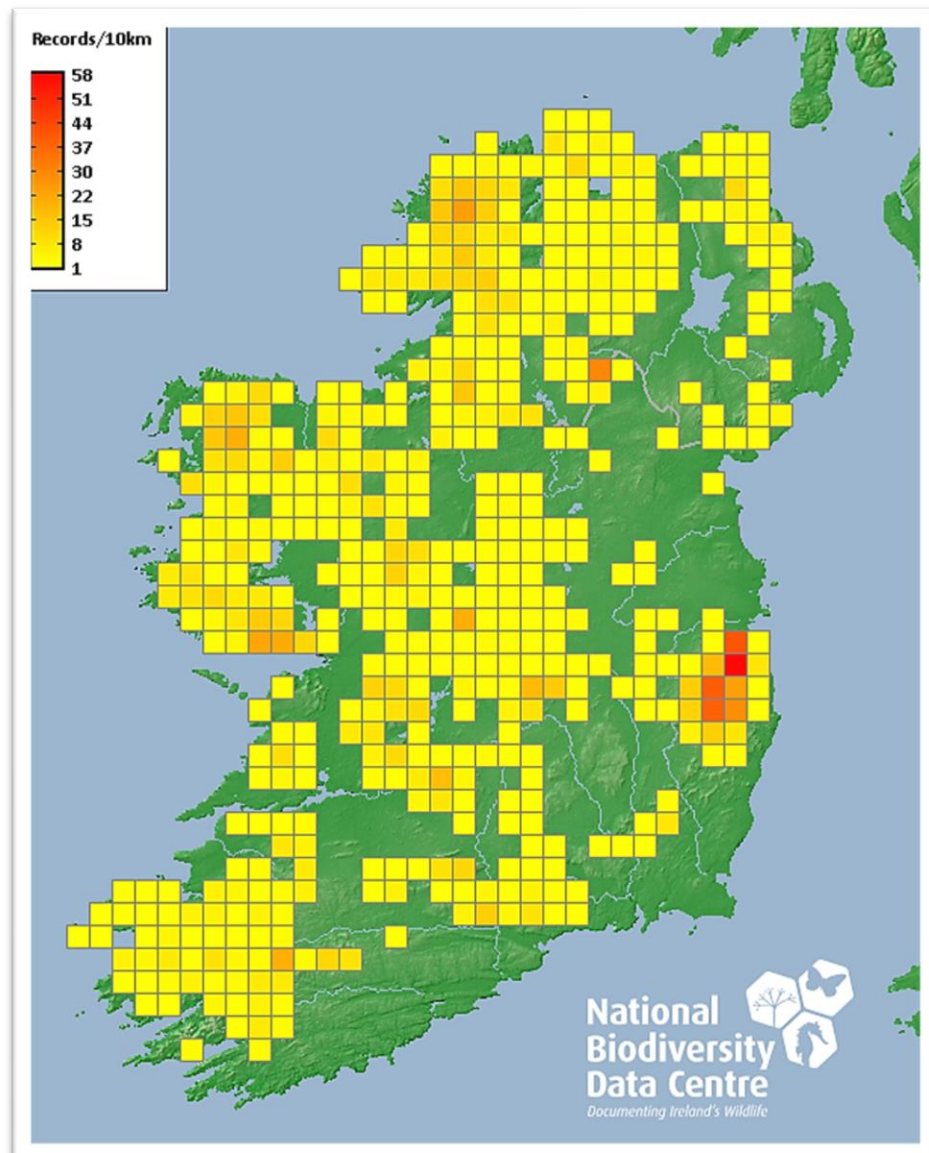 Records/10km
58
51
44
37
30
22
15
8
1
National
Biodiversity
Data Centre
Documenting Ireland's Wildlife